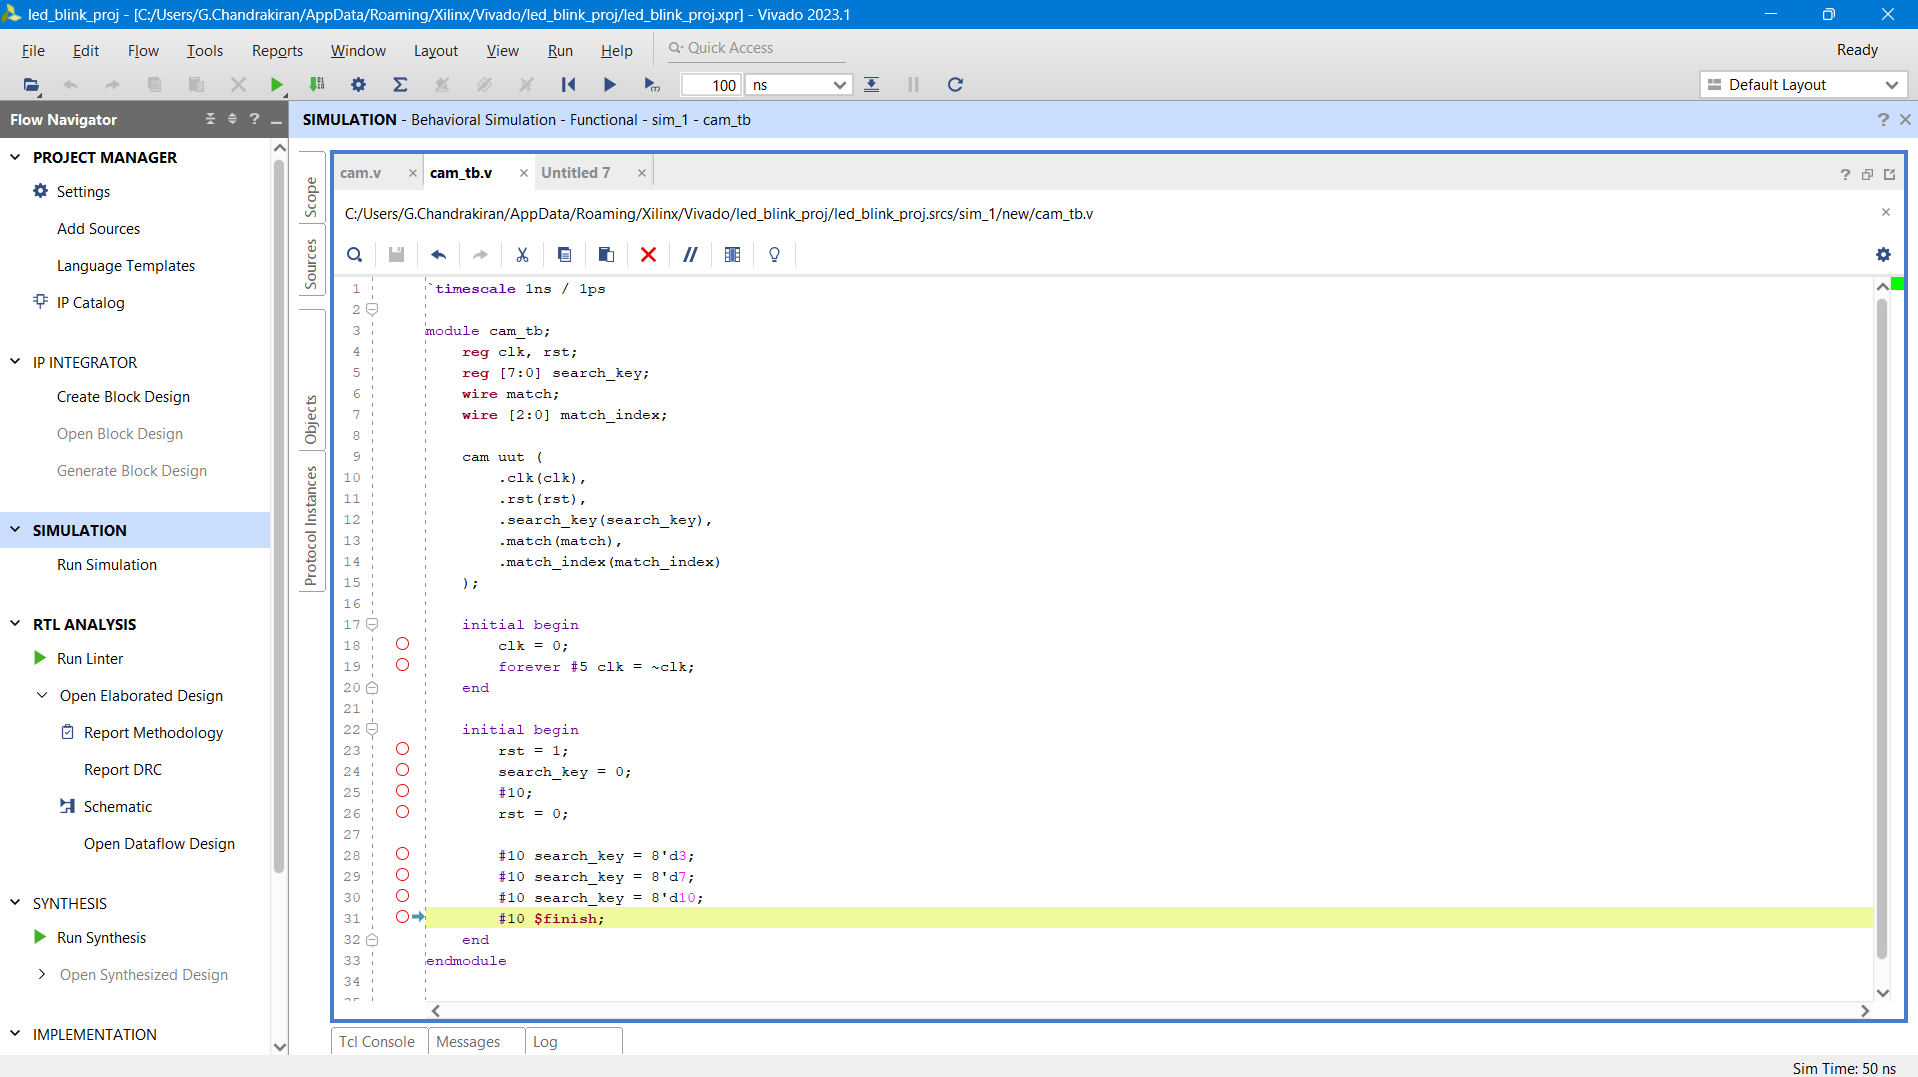 led_blink_proj - [C:/Users/G.Chandrakiran/AppData/Roaming/Xilinx/Vivado/led_blink_proj/led_blink_proj.xpr] - Vivado 2023.1
File Edit Flow Tools Reports Window Layout View Run Help Quick Access Ready
100 ns Default Layout
Flow Navigator
PROJECT MANAGER
Settings
Add Sources
Language Templates
IP Catalog
IP INTEGRATOR
Create Block Design
Open Block Design
Generate Block Design
SIMULATION
Run Simulation
RTL ANALYSIS
Run Linter
Open Elaborated Design
Report Methodology
Report DRC
Schematic
Open Dataflow Design
SYNTHESIS
Run Synthesis
Open Synthesized Design
IMPLEMENTATION
SIMULATION - Behavioral Simulation - Functional - sim_1 - cam_tb
Scope
Sources
Objects
Protocol Instances
cam.v cam_tb.v Untitled 7
C:/Users/G.Chandrakiran/AppData/Roaming/Xilinx/Vivado/led_blink_proj/led_blink_proj.srcs/sim_1/new/cam_tb.v
1 `timescale 1ns / 1ps
2
3 module cam_tb;
4 reg clk, rst;
5 reg [7:0] search_key;
6 wire match;
7 wire [2:0] match_index;
8
9 cam uut (
10 .clk(clk),
11 .rst(rst),
12 .search_key(search_key),
13 .match(match),
14 .match_index(match_index)
15 );
16
17 initial begin
18 clk = 0;
19 forever #5 clk = ~clk;
20 end
21
22 initial begin
23 rst = 1;
24 search_key = 0;
25 #10;
26 rst = 0;
27
28 #10 search_key = 8'd3;
29 #10 search_key = 8'd7;
30 #10 search_key = 8'd10;
31 #10 $finish;
32 end
33 endmodule
34
Tcl Console Messages Log
Sim Time: 50 ns